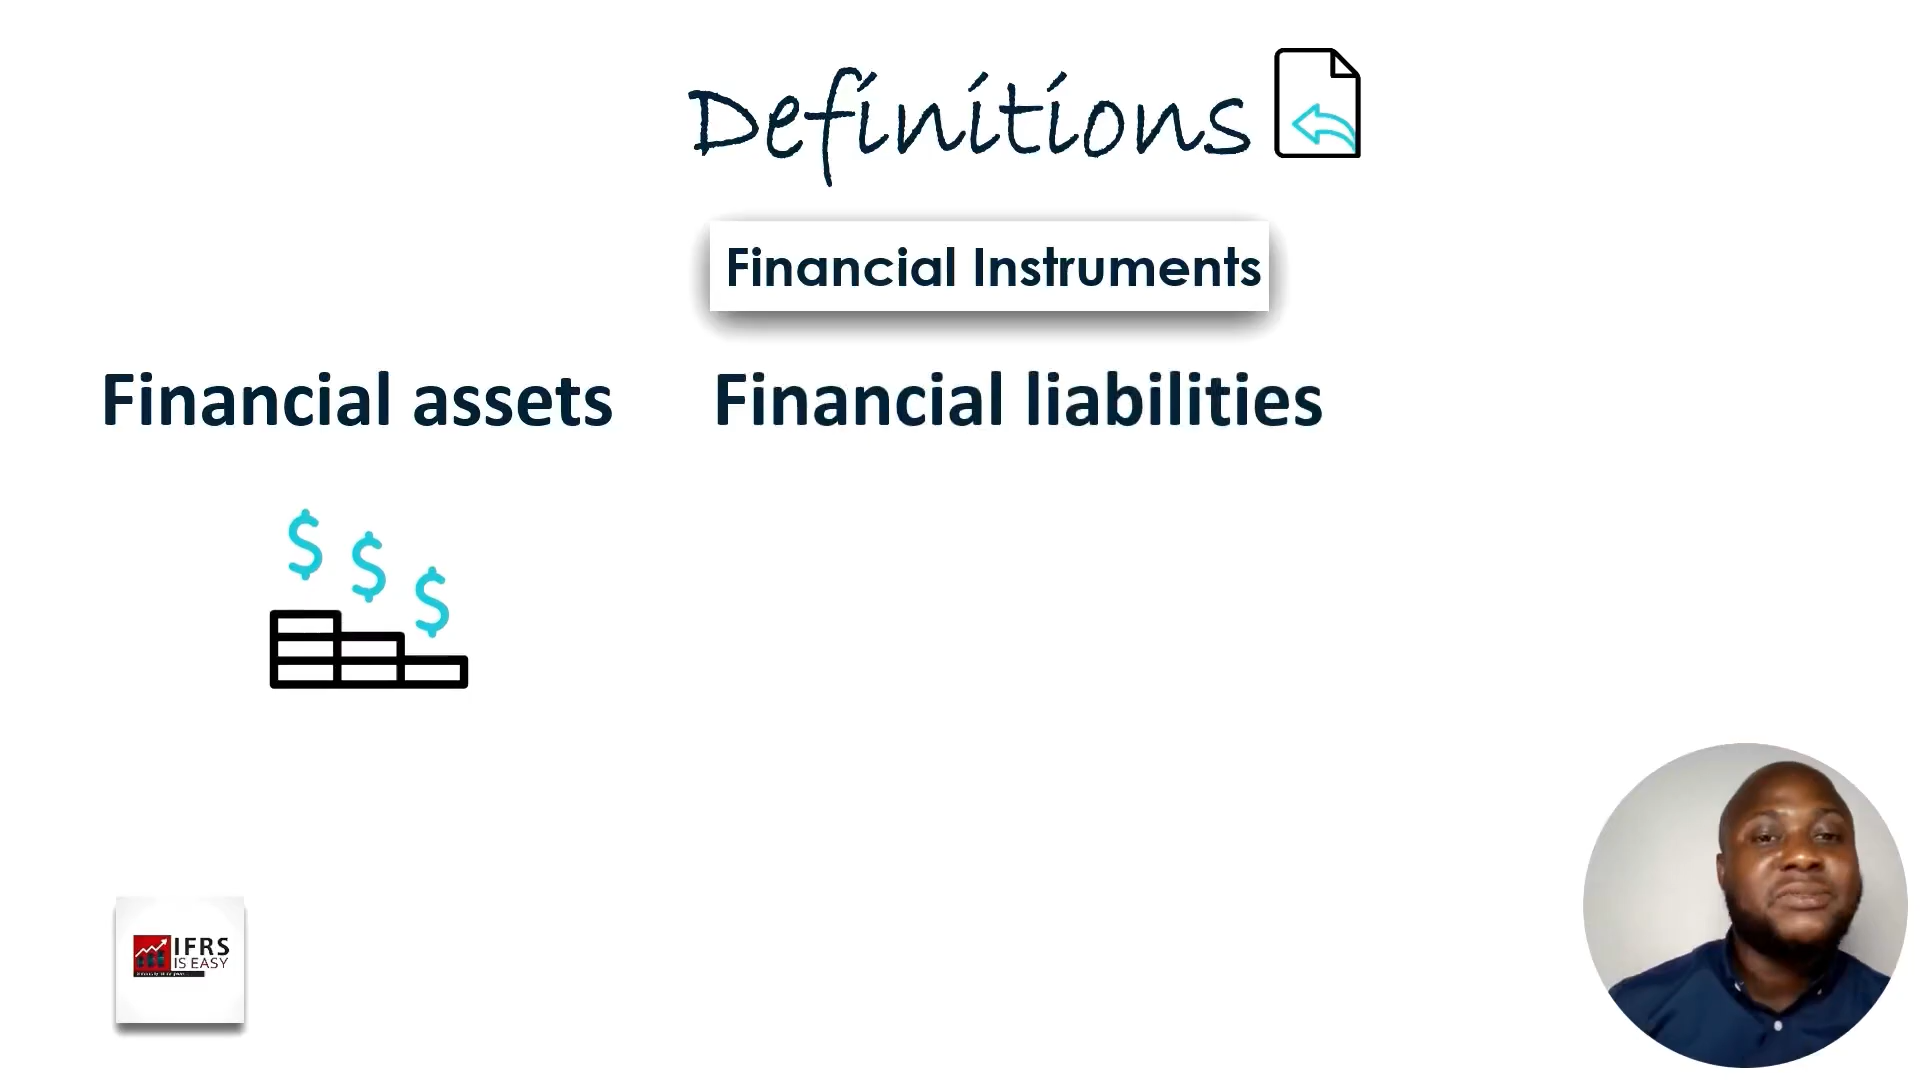 Definitions
Financial Instruments
Financial assets
Financial liabilities
$ $ $
IFRS
IS EASY